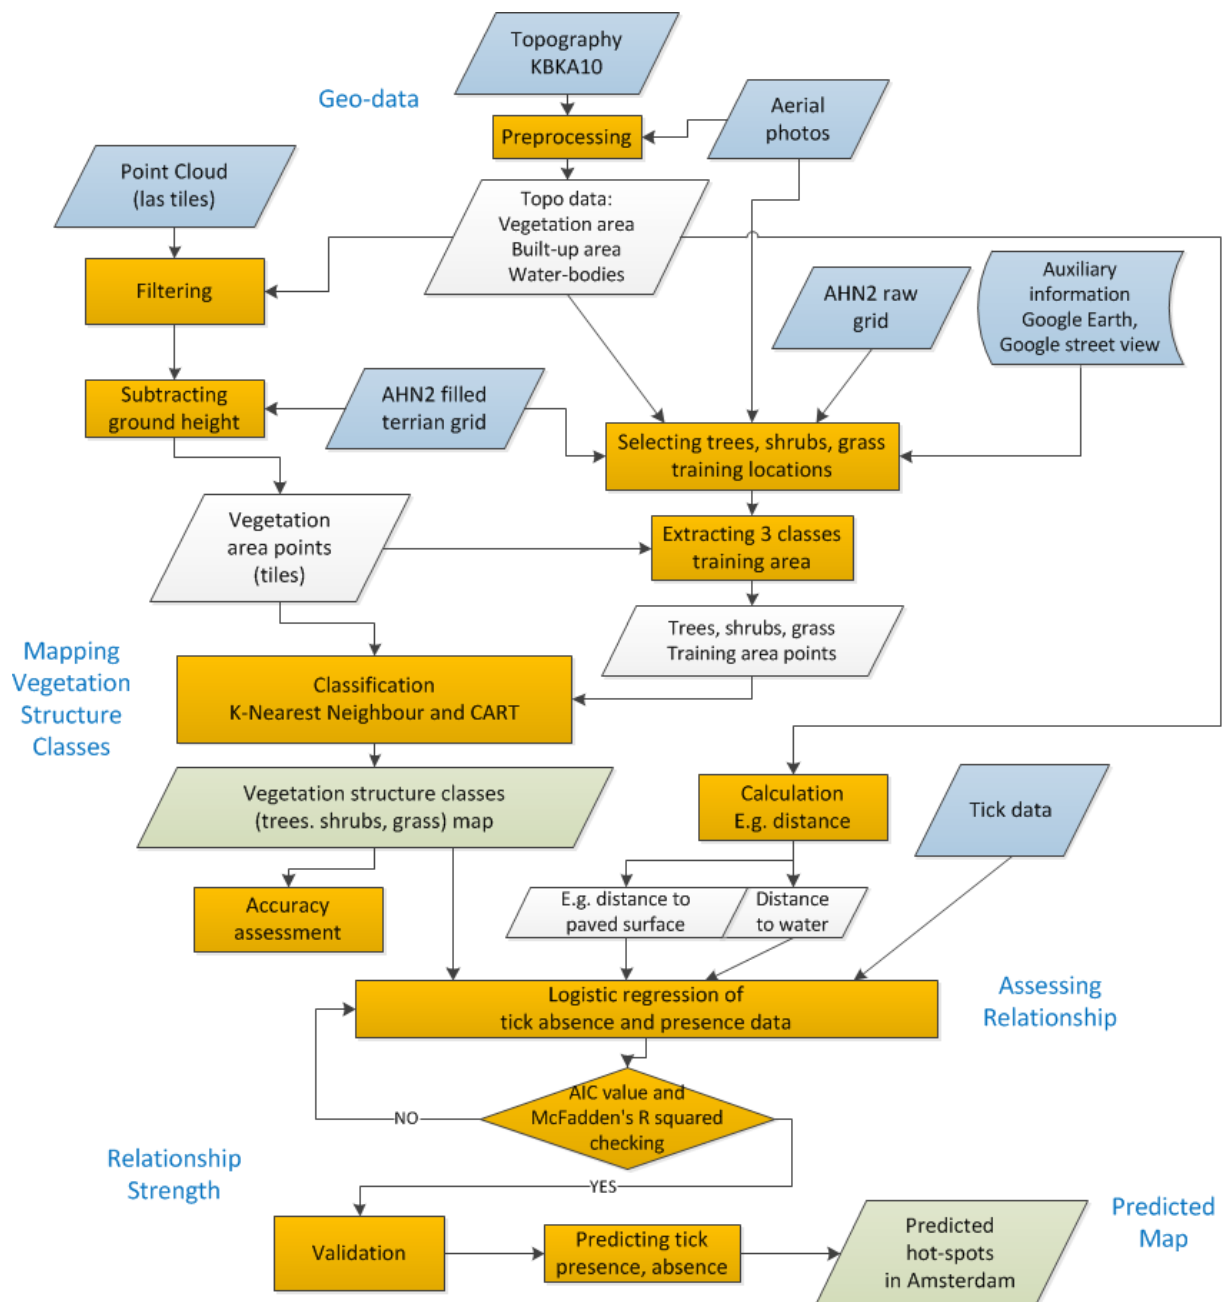 Topography
KBKA10
Geo-data
Aerial
photos
Preprocessing
Point Cloud
(las tiles)
Topo data:
Vegetation area
Built-up area
Water-bodies
Filtering
AHN2 raw
grid
Auxiliary
information
Google Earth,
Google street view
Subtracting
ground height
AHN2 filled
terrian grid
Selecting trees, shrubs, grass
training locations
Vegetation
area points
(tiles)
Extracting 3 classes
training area
Trees, shrubs, grass
Training area points
Mapping
Vegetation
Structure
Classes
Classification
K-Nearest Neighbour and CART
Vegetation structure classes
(trees. shrubs, grass) map
Calculation
E.g. distance
Tick data
Accuracy
assessment
E.g. distance to
paved surface
Distance
to water
Logistic regression of
tick absence and presence data
Assessing
Relationship
AIC value and
McFadden's R squared
checking
NO
YES
Relationship
Strength
Validation
Predicting tick
presence, absence
Predicted
hot-spots
in Amsterdam
Predicted
Map